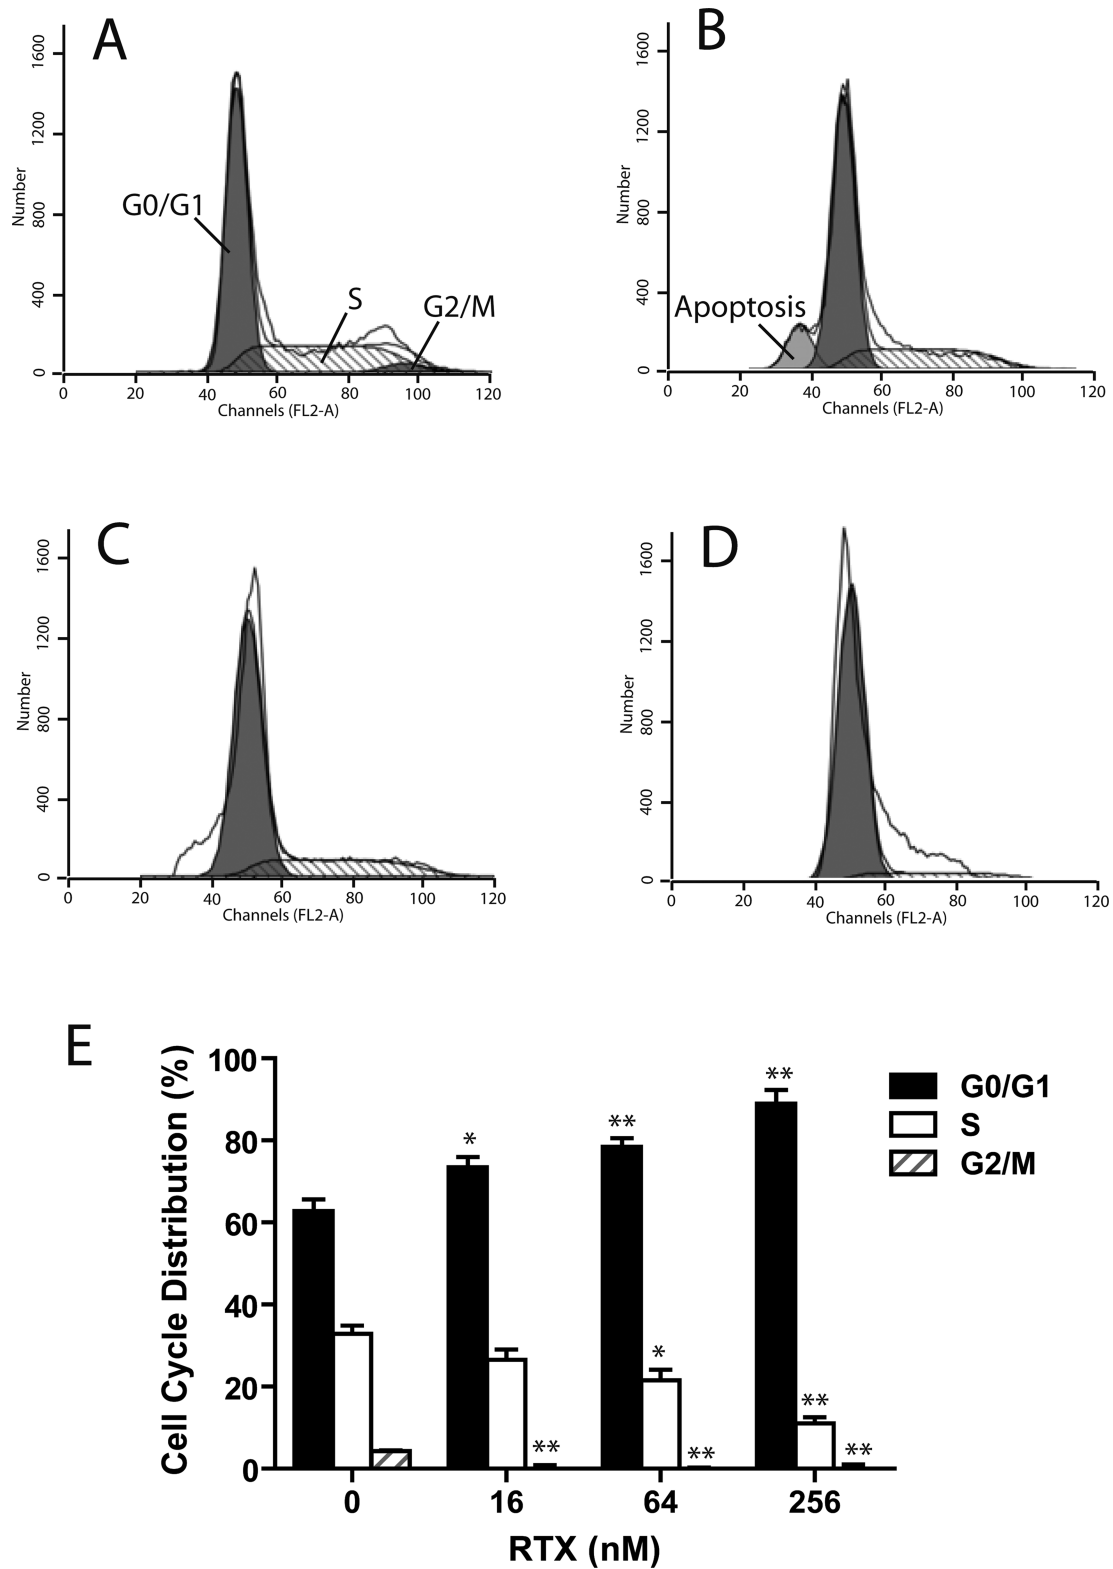 A
1600
1200
800
400
0
Number
G0/G1
S
G2/M
0 20 40 60 80 100 120
Channels (FL2-A)
B
1600
1200
800
400
0
Number
Apoptosis
0 20 40 60 80 100 120
Channels (FL2-A)
C
1600
1200
800
400
0
Number
0 20 40 60 80 100 120
Channels (FL2-A)
D
1600
1200
800
400
0
Number
0 20 40 60 80 100 120
Channels (FL2-A)
E
Cell Cycle Distribution (%)
100
80
60
40
20
0
*
**
**
**
*
**
**
**
G0/G1
S
G2/M
0 16 64 256
RTX (nM)